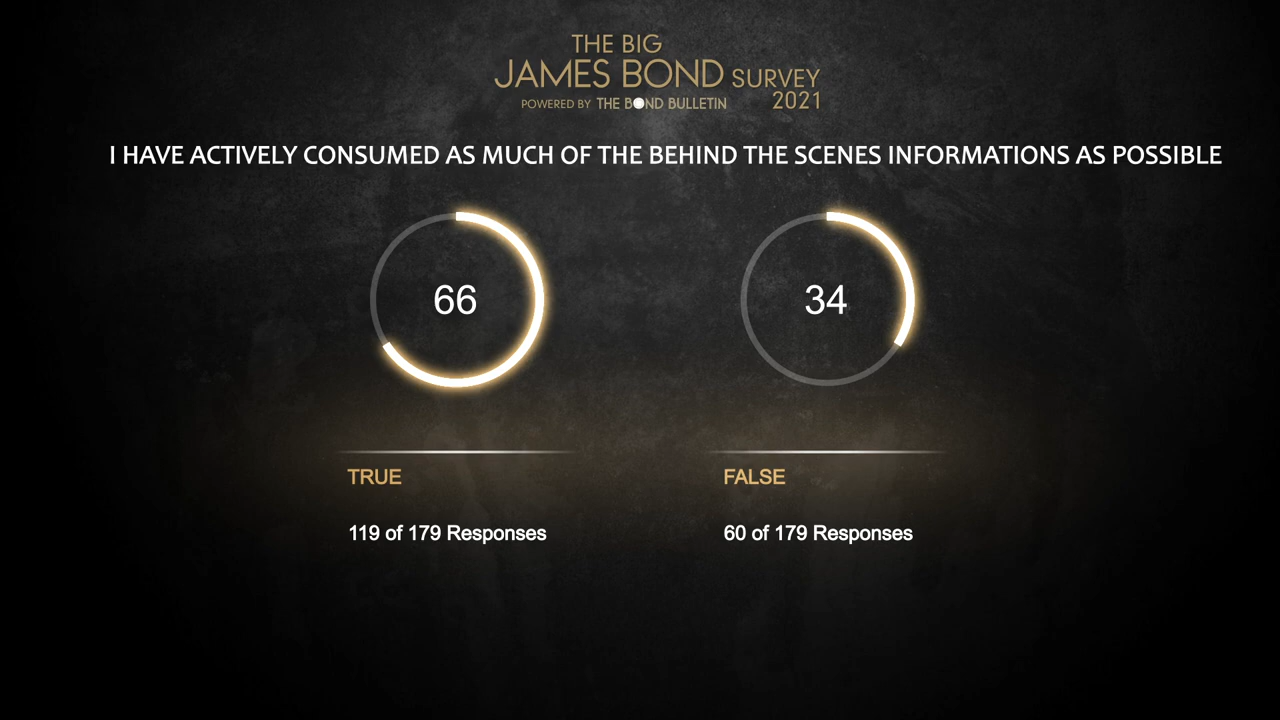 THE BIG
JAMES BOND SURVEY
POWERED BY THE BOND BULLETIN 2021
I HAVE ACTIVELY CONSUMED AS MUCH OF THE BEHIND THE SCENES INFORMATIONS AS POSSIBLE
66 34
TRUE FALSE
119 of 179 Responses 60 of 179 Responses